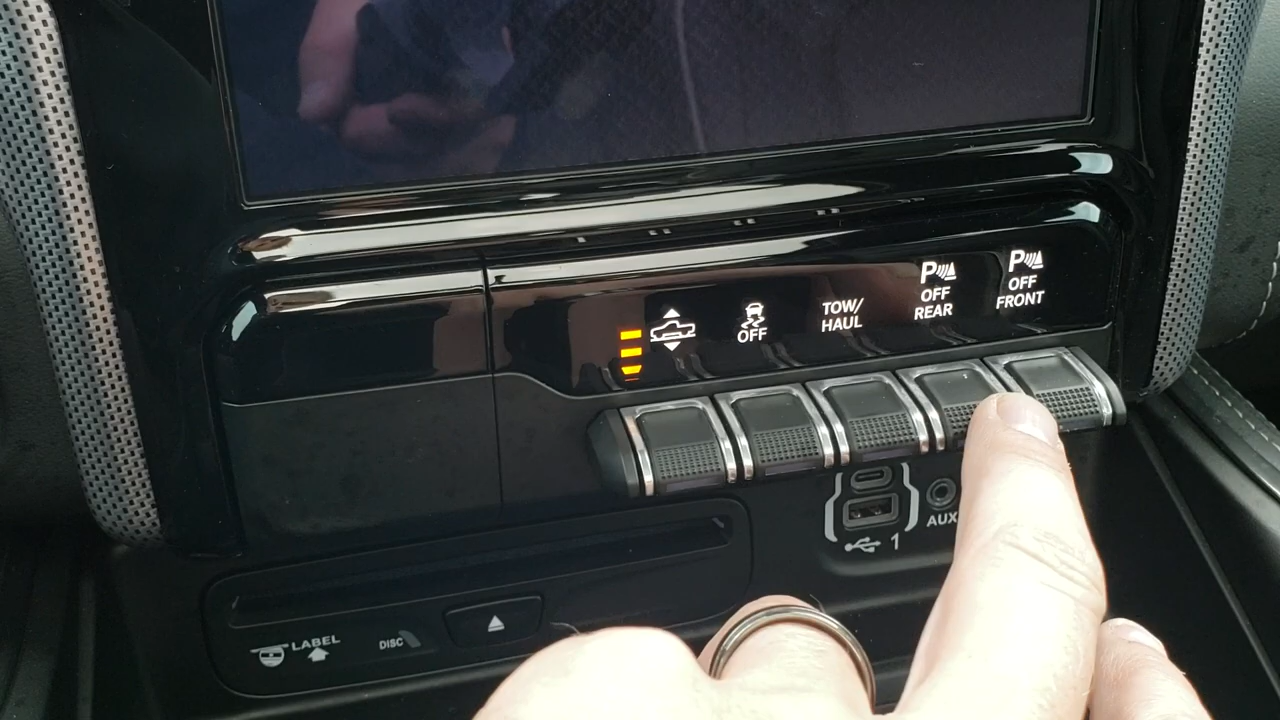 OFF
TOW/
HAUL
P
OFF
REAR
P
OFF
FRONT
1
AUX
LABEL
DISC